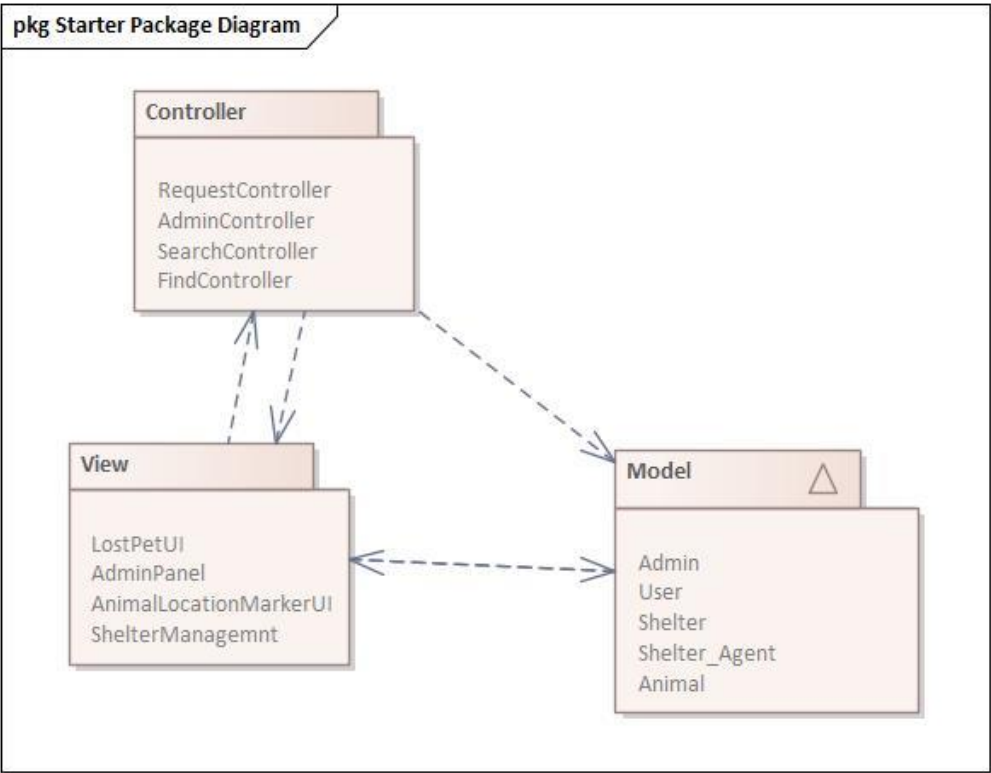 pkg Starter Package Diagram
Controller
RequestController
AdminController
SearchController
FindController
View
LostPetUI
AdminPanel
AnimalLocationMarkerUI
ShelterManagemnt
Model
Admin
User
Shelter
Shelter_Agent
Animal